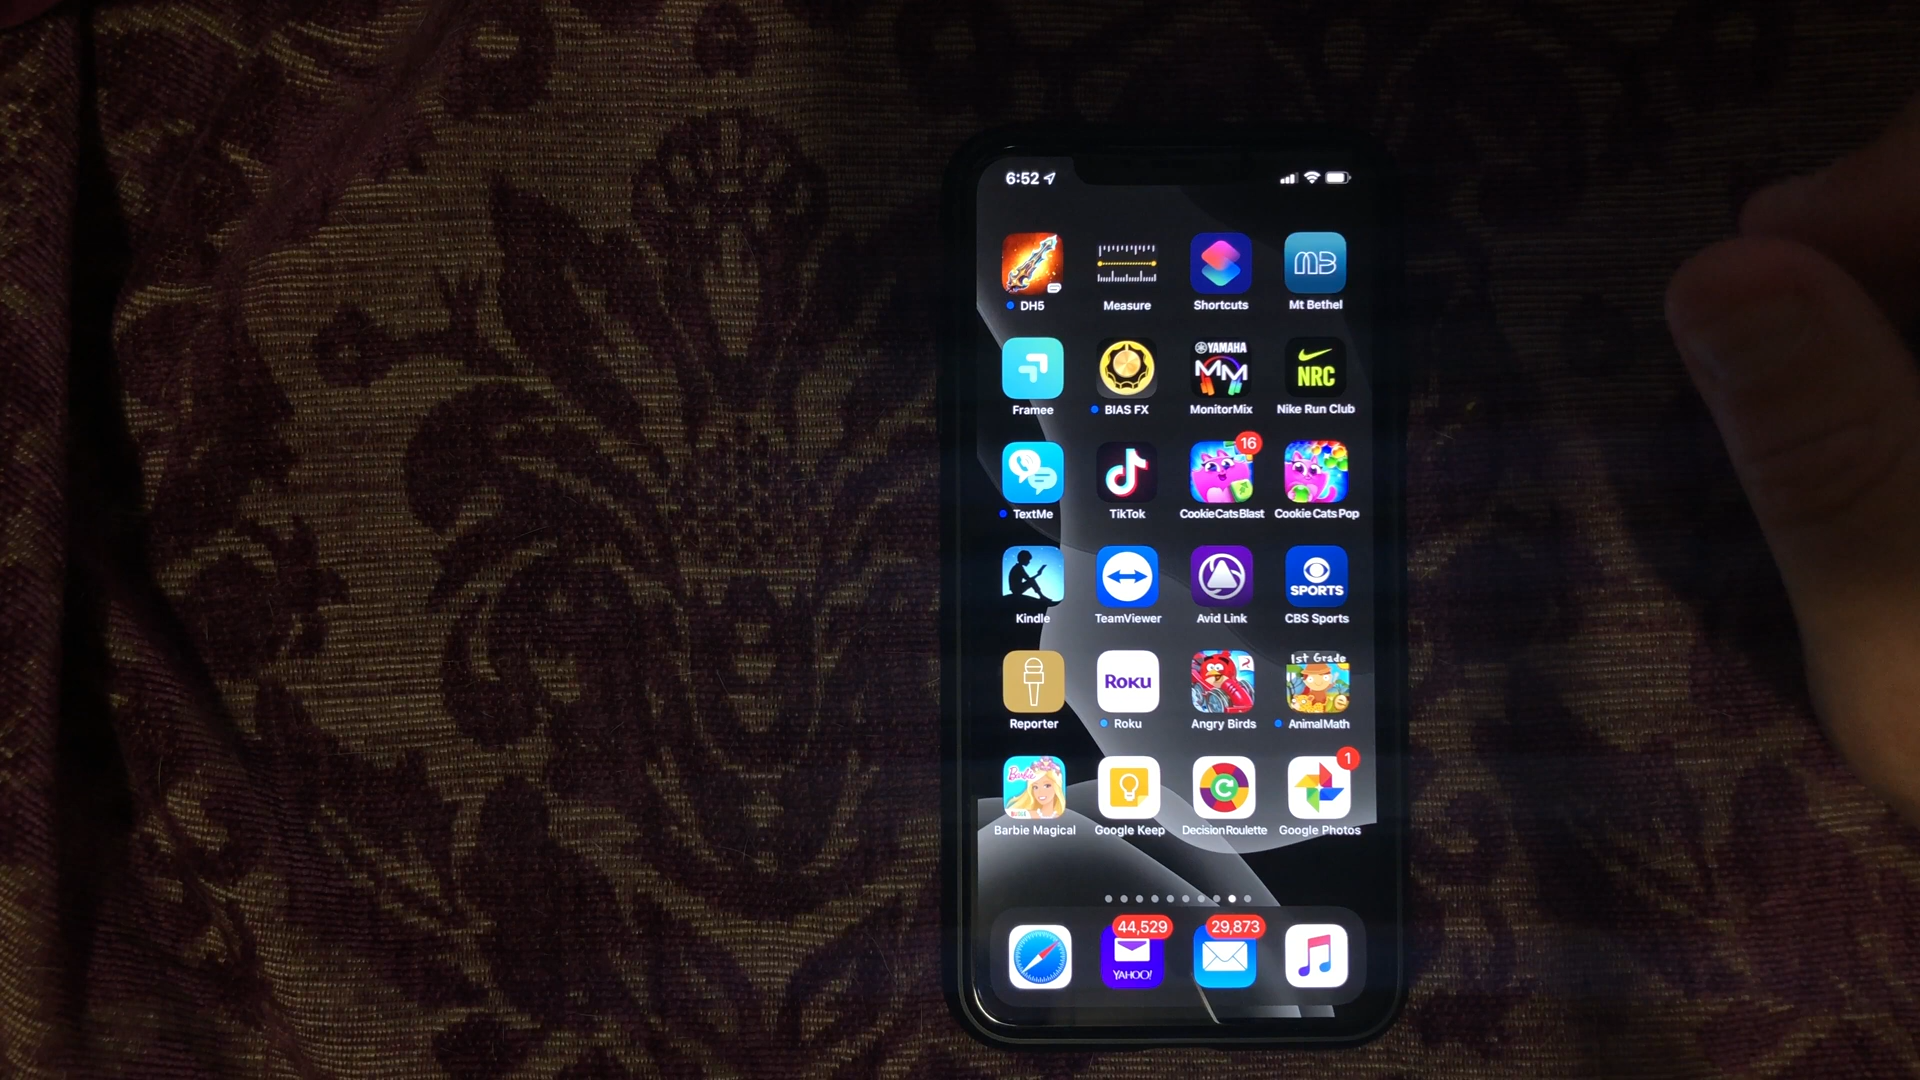 6:52
DH5 Measure Shortcuts Mt Bethel
YAMAHA
MM NRC
Framee BIAS FX MonitorMix Nike Run Club
16
TextMe TikTok CookieCatsBlast Cookie Cats Pop
SPORTS
Kindle TeamViewer Avid Link CBS Sports
1st Grade
ROKU
Reporter Roku Angry Birds AnimalMath
1
Barbie
Barbie Magical Google Keep DecisionRoulette Google Photos
44,529 29,873
YAHOO!